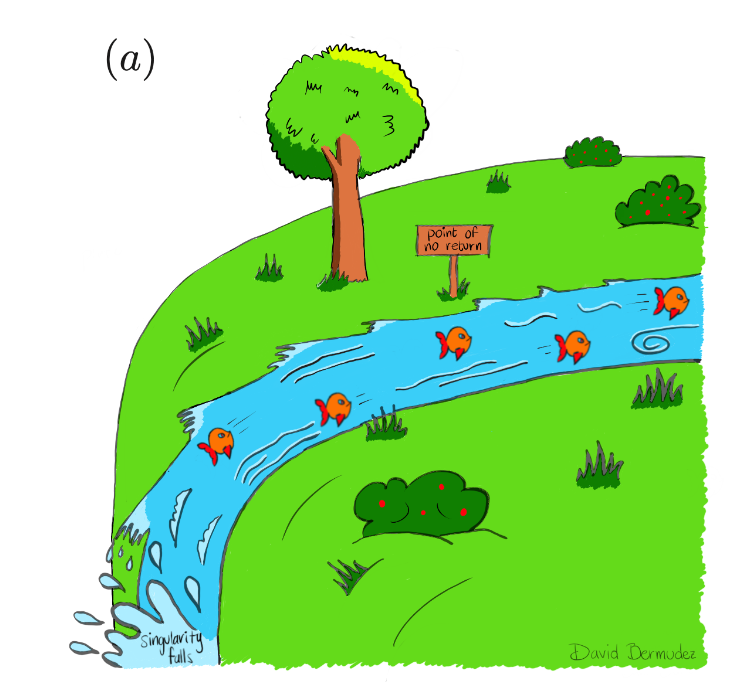 (a)
point of
no return
singularity
falls
David Bermudez